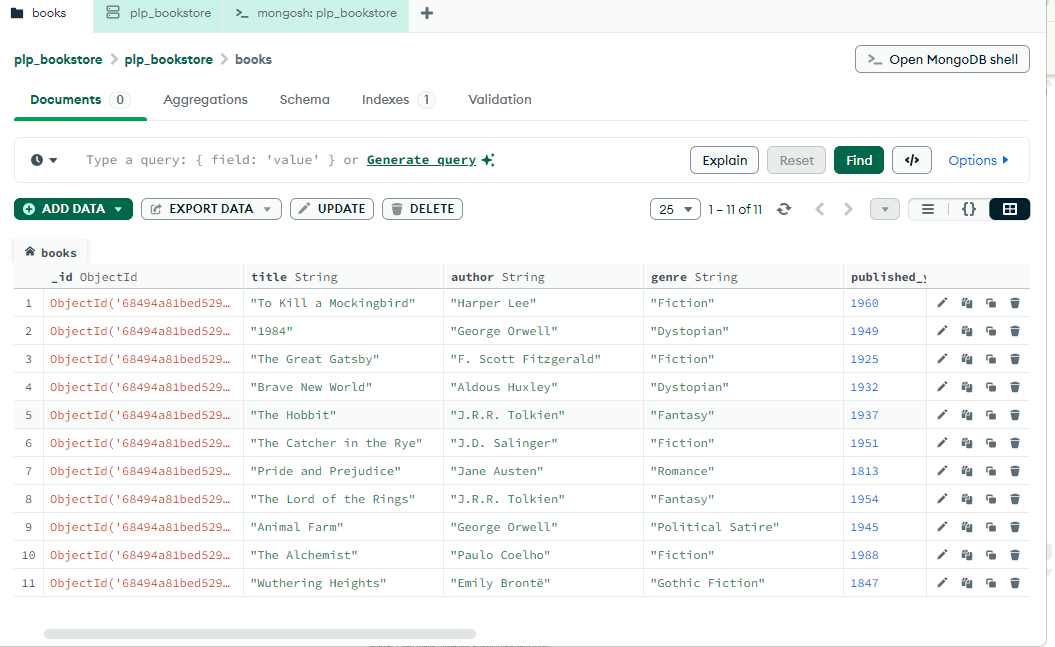 books plp_bookstore >_ mongosh: plp_bookstore +
plp_bookstore > plp_bookstore > books >_ Open MongoDB shell
Documents 0 Aggregations Schema Indexes 1 Validation
Type a query: { field: 'value' } or Generate query Explain Reset Find </> Options
ADD DATA EXPORT DATA UPDATE DELETE 25 1 – 11 of 11 {}
books
_id ObjectId title String author String genre String published_y
1 ObjectId('68494a81bed529… "To Kill a Mockingbird" "Harper Lee" "Fiction" 1960
2 ObjectId('68494a81bed529… "1984" "George Orwell" "Dystopian" 1949
3 ObjectId('68494a81bed529… "The Great Gatsby" "F. Scott Fitzgerald" "Fiction" 1925
4 ObjectId('68494a81bed529… "Brave New World" "Aldous Huxley" "Dystopian" 1932
5 ObjectId('68494a81bed529… "The Hobbit" "J.R.R. Tolkien" "Fantasy" 1937
6 ObjectId('68494a81bed529… "The Catcher in the Rye" "J.D. Salinger" "Fiction" 1951
7 ObjectId('68494a81bed529… "Pride and Prejudice" "Jane Austen" "Romance" 1813
8 ObjectId('68494a81bed529… "The Lord of the Rings" "J.R.R. Tolkien" "Fantasy" 1954
9 ObjectId('68494a81bed529… "Animal Farm" "George Orwell" "Political Satire" 1945
10 ObjectId('68494a81bed529… "The Alchemist" "Paulo Coelho" "Fiction" 1988
11 ObjectId('68494a81bed529… "Wuthering Heights" "Emily Brontë" "Gothic Fiction" 1847